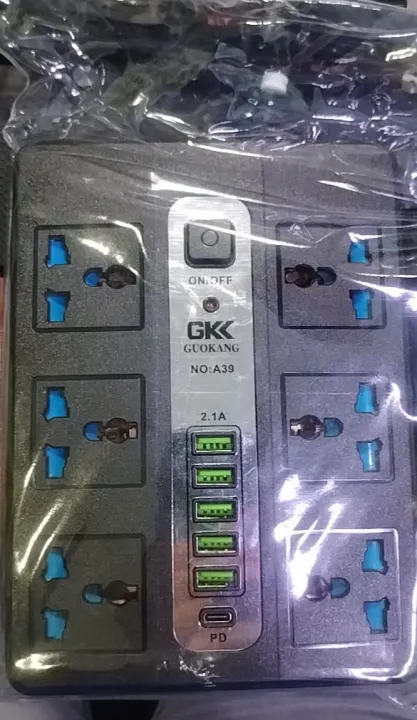 ON/OFF
GKK
GUOKANG
NO:A39
2.1A
PD